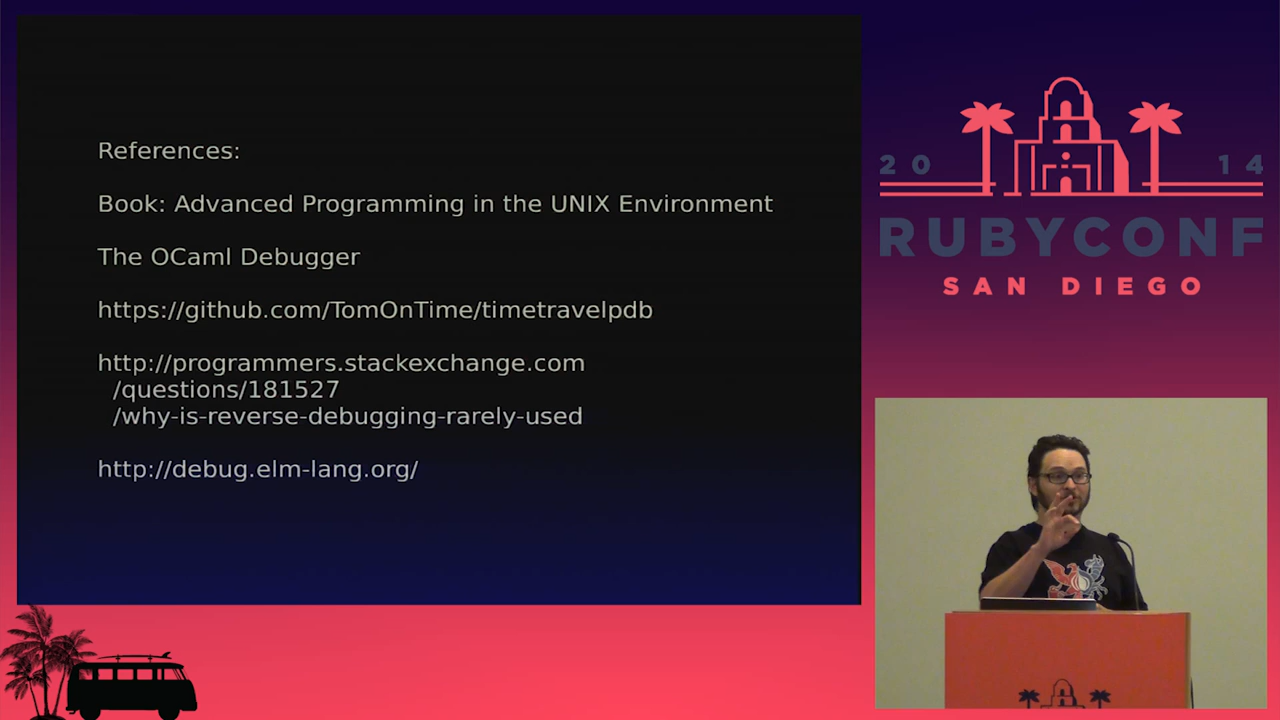 References:
Book: Advanced Programming in the UNIX Environment
The OCaml Debugger
https://github.com/TomOnTime/timetravelpdb
http://programmers.stackexchange.com
/questions/181527
/why-is-reverse-debugging-rarely-used
http://debug.elm-lang.org/
20 14
RUBYCONF
SAN DIEGO